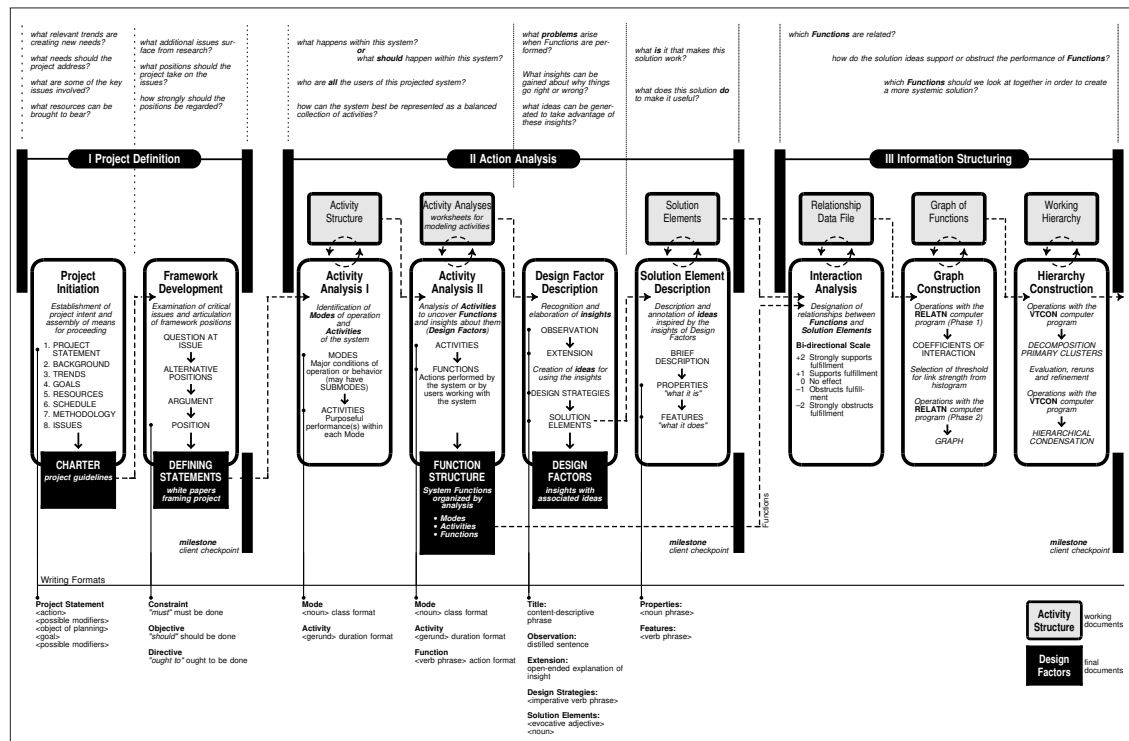 what relevant trends are
creating new needs?
what needs should the
project address?
what are some of the key
issues involved?
what resources can be
brought to bear?
what additional issues sur-
face from research?
what positions should the
project take on the
issues?
how strongly should the
positions be regarded?
what happens within this system?
or
what should happen within this system?
who are all the users of this projected system?
how can the system best be represented as a balanced
collection of activities?
what problems arise
when Functions are per-
formed?
What insights can be
gained about why things
go right or wrong?
what ideas can be gener-
ated to take advantage of
these insights?
what is it that makes this
solution work?
what does this solution do
to make it useful?
which Functions are related?
how do the solution ideas support or obstruct the performance of Functions?
which Functions should we look at together in order to create
a more systemic solution?
I Project Definition
II Action Analysis
III Information Structuring
Activity
Structure
Activity Analyses
worksheets for
modeling activities
Solution
Elements
Relationship
Data File
Graph of
Functions
Working
Hierarchy
Project
Initiation
Establishment of
project intent and
assembly of means
for proceeding
1. PROJECT
STATEMENT
2. BACKGROUND
3. TRENDS
4. GOALS
5. RESOURCES
6. SCHEDULE
7. METHODOLOGY
8. ISSUES
CHARTER
project guidelines
Framework
Development
Examination of critical
issues and articulation
of framework positions
QUESTION AT
ISSUE
ALTERNATIVE
POSITIONS
ARGUMENT
POSITION
DEFINING
STATEMENTS
white papers
framing project
Activity
Analysis I
Identification of
Modes of operation
and
Activities
of the system
MODES
Major conditions of
operation or behavior
(may have
SUBMODES)
ACTIVITIES
Purposeful
performance(s) within
each Mode
Activity
Analysis II
Analysis of Activities
to uncover Functions
and insights about them
(Design Factors)
ACTIVITIES
FUNCTIONS
Actions performed by
the system or by
users working with
the system
FUNCTION
STRUCTURE
System Functions
organized by
analysis
• Modes
• Activities
• Functions
Design Factor
Description
Recognition and
elaboration of insights
OBSERVATION
EXTENSION
Creation of ideas for
using the insights
DESIGN STRATEGIES
SOLUTION
ELEMENTS
DESIGN
FACTORS
insights with
associated ideas
Solution Element
Description
Description and
annotation of ideas
inspired by the
insights of Design
Factors
BRIEF
DESCRIPTION
PROPERTIES
"what it is"
FEATURES
"what it does"
Interaction
Analysis
Designation of
relationships between
Functions and
Solution Elements
Bi-directional Scale
+2 Strongly supports
fulfillment
+1 Supports fulfillment
0 No effect
–1 Obstructs fulfill-
ment
–2 Strongly obstructs
fulfillment
Graph
Construction
Operations with the
RELATN computer
program (Phase 1)
COEFFICIENTS OF
INTERACTION
Selection of threshold
for link strength from
histogram
Operations with the
RELATN computer
program (Phase 2)
GRAPH
Hierarchy
Construction
Operations with the
VTCON computer
program
DECOMPOSITION
PRIMARY CLUSTERS
Evaluation, reruns
and refinement
Operations with the
VTCON computer
program
HIERARCHICAL
CONDENSATION
Functions
milestone
client checkpoint
milestone
client checkpoint
milestone
client checkpoint
Writing Formats
Project Statement
<action>
<possible modifiers>
<object of planning>
<goal>
<possible modifiers>
Constraint
"must" must be done
Objective
"should" should be done
Directive
"ought to" ought to be done
Mode
<noun> class format
Activity
<gerund> duration format
Mode
<noun> class format
Activity
<gerund> duration format
Function
<verb phrase> action format
Title:
content-descriptive
phrase
Observation:
distilled sentence
Extension:
open-ended explanation of
insight
Design Strategies:
<imperative verb phrase>
Solution Elements:
<evocative adjective>
<noun>
Properties:
<noun phrase>
Features:
<verb phrase>
Activity
Structure
working
documents
Design
Factors
final
documents